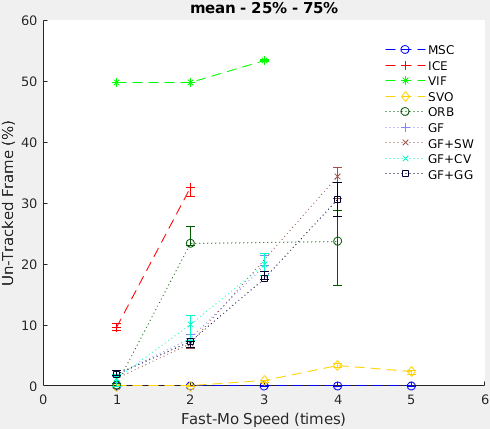 mean - 25% - 75%
Un-Tracked Frame (%)
60
50
40
30
20
10
0
MSC
ICE
VIF
SVO
ORB
GF
GF+SW
GF+CV
GF+GG
0 1 2 3 4 5 6
Fast-Mo Speed (times)